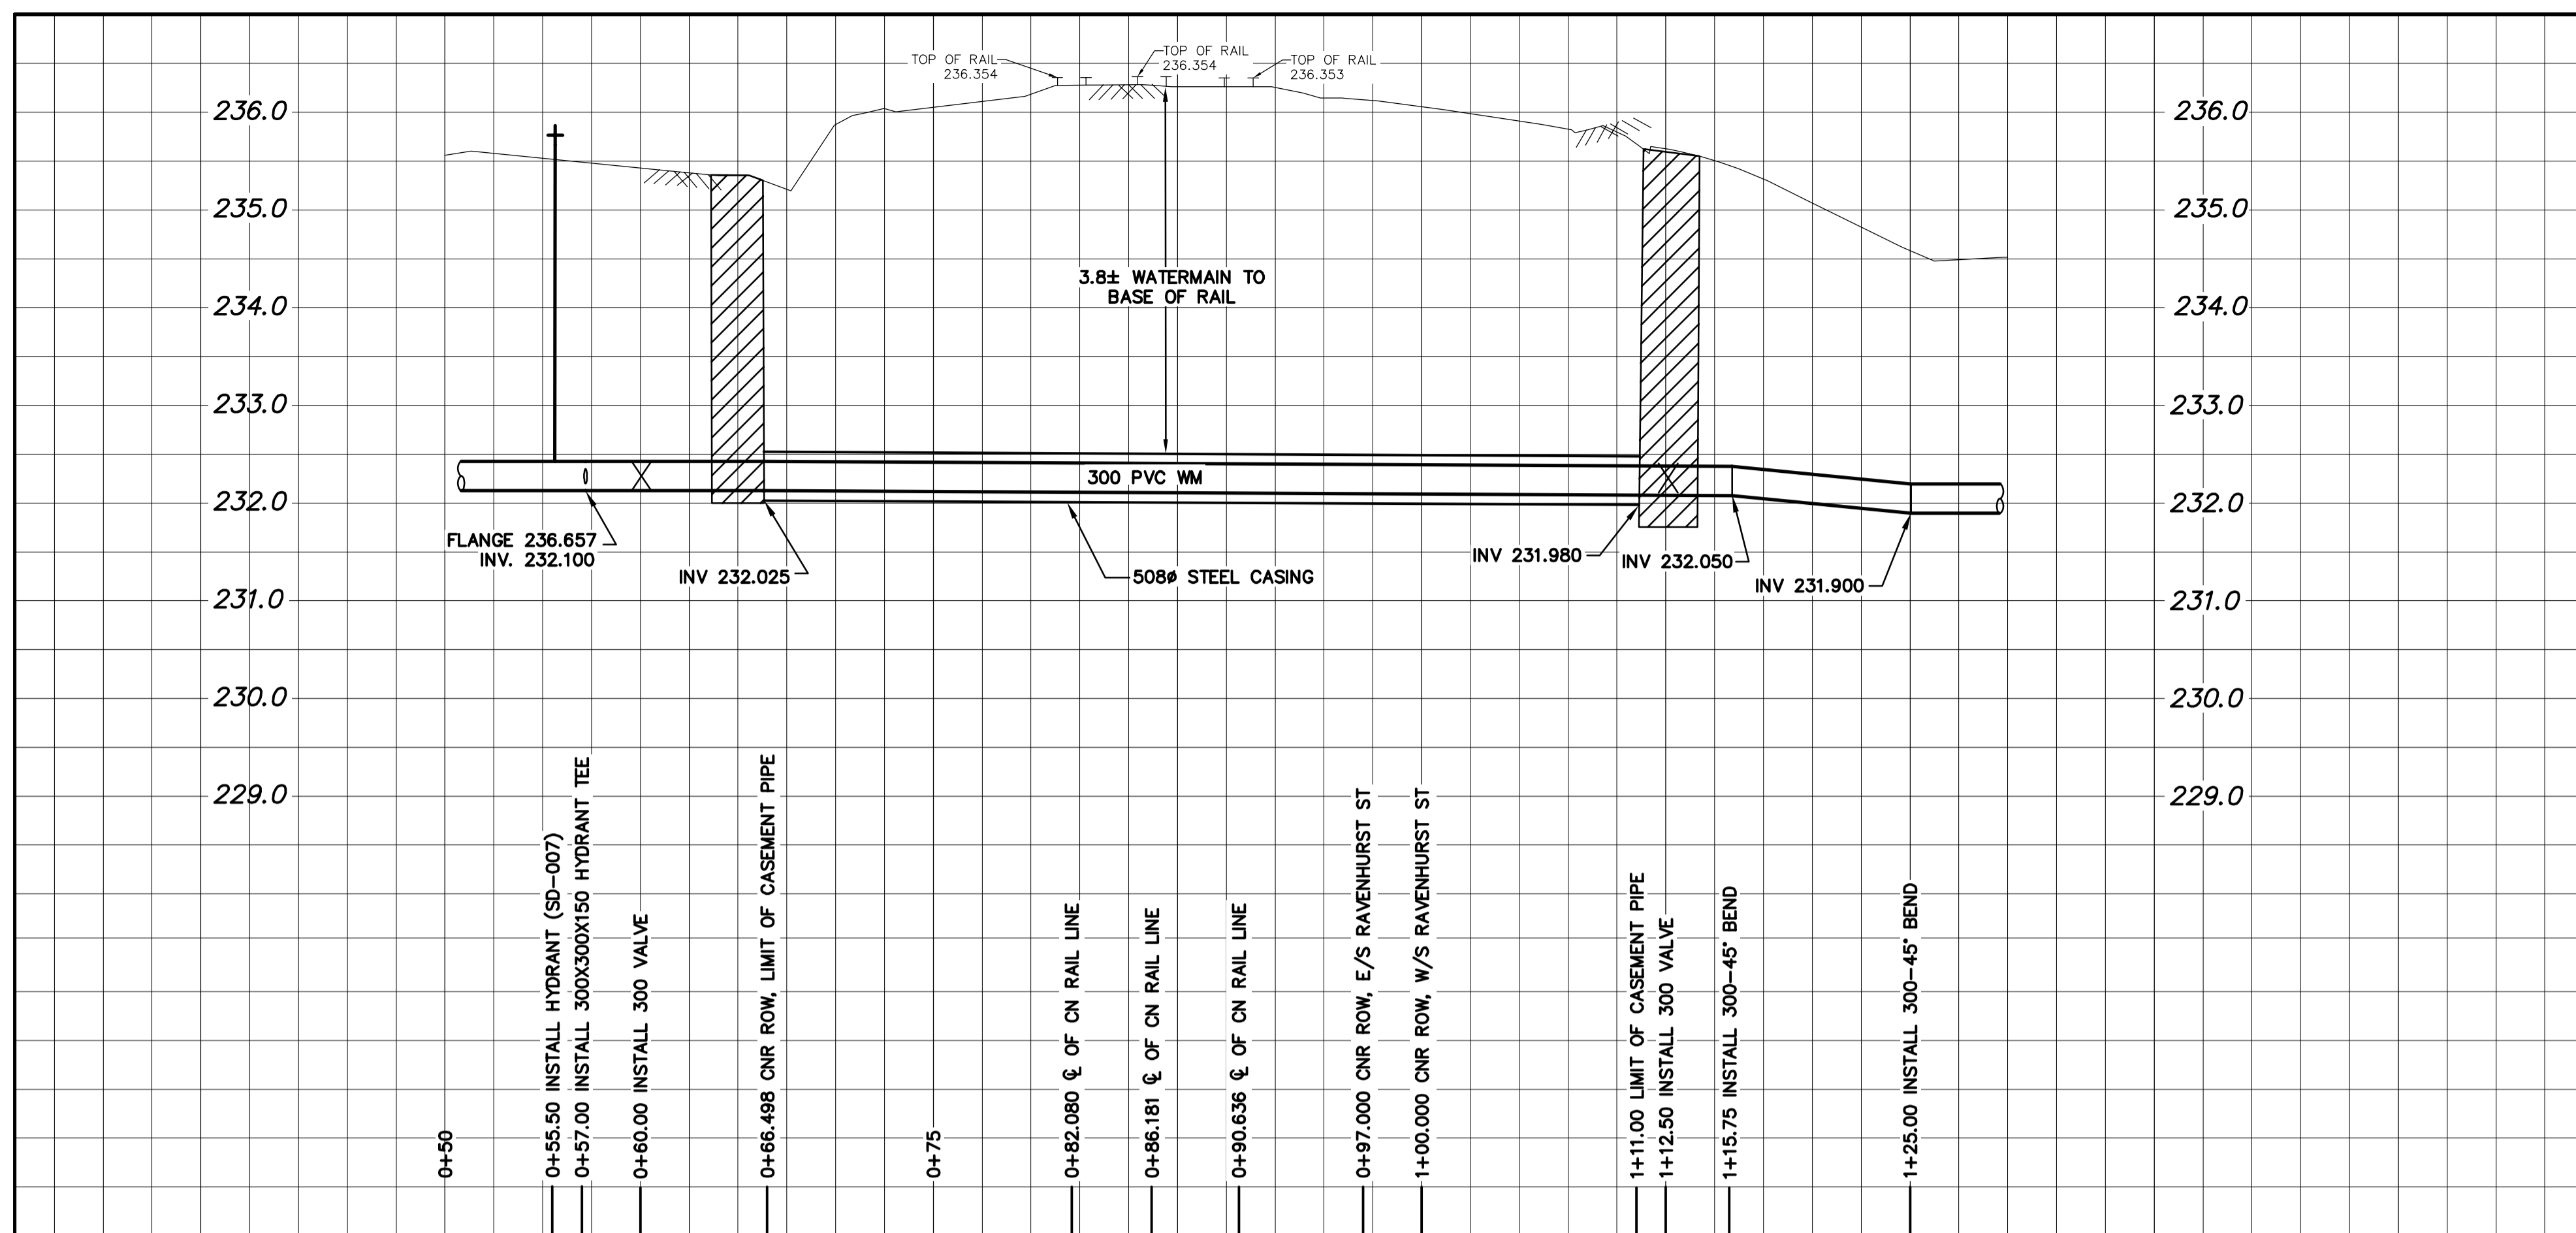 TOP OF RAIL
236.354
TOP OF RAIL
236.354
TOP OF RAIL
236.353
236.0
236.0
235.0
235.0
3.8± WATERMAIN TO
BASE OF RAIL
234.0
234.0
233.0
233.0
300 PVC WM
232.0
232.0
FLANGE 236.657
INV. 232.100
INV 232.025
508ø STEEL CASING
INV 231.980
INV 232.050
INV 231.900
231.0
231.0
230.0
230.0
229.0
229.0
0+50
0+55.50 INSTALL HYDRANT (SD-007)
0+57.00 INSTALL 300X300X150 HYDRANT TEE
0+60.00 INSTALL 300 VALVE
0+66.498 CNR ROW, LIMIT OF CASEMENT PIPE
0+75
0+82.080 ℄ OF CN RAIL LINE
0+86.181 ℄ OF CN RAIL LINE
0+90.636 ℄ OF CN RAIL LINE
0+97.000 CNR ROW, E/S RAVENHURST ST
1+00.000 CNR ROW, W/S RAVENHURST ST
1+11.00 LIMIT OF CASEMENT PIPE
1+12.50 INSTALL 300 VALVE
1+15.75 INSTALL 300-45° BEND
1+25.00 INSTALL 300-45° BEND